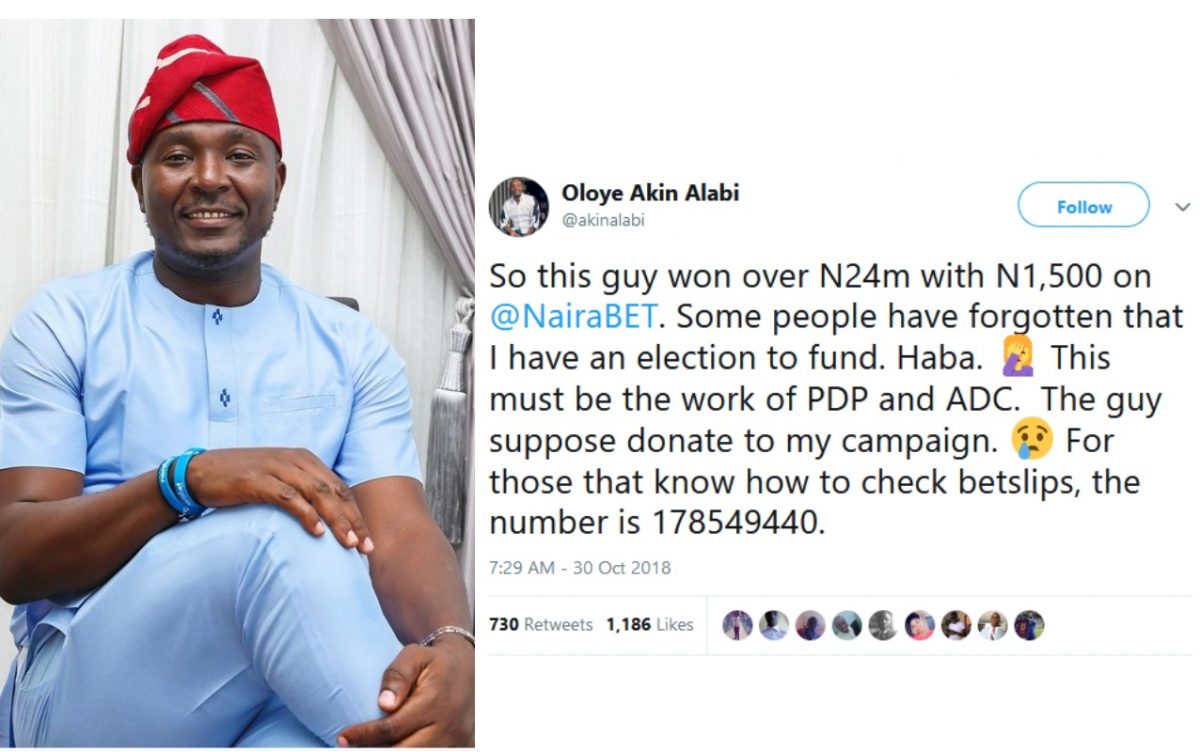 Oloye Akin Alabi
@akinalabi
Follow
So this guy won over N24m with N1,500 on
@NairaBET. Some people have forgotten that
I have an election to fund. Haba. 🤦‍♀️ This
must be the work of PDP and ADC.  The guy
suppose donate to my campaign. 😢 For
those that know how to check betslips, the
number is 178549440.
7:29 AM - 30 Oct 2018
730 Retweets 1,186 Likes